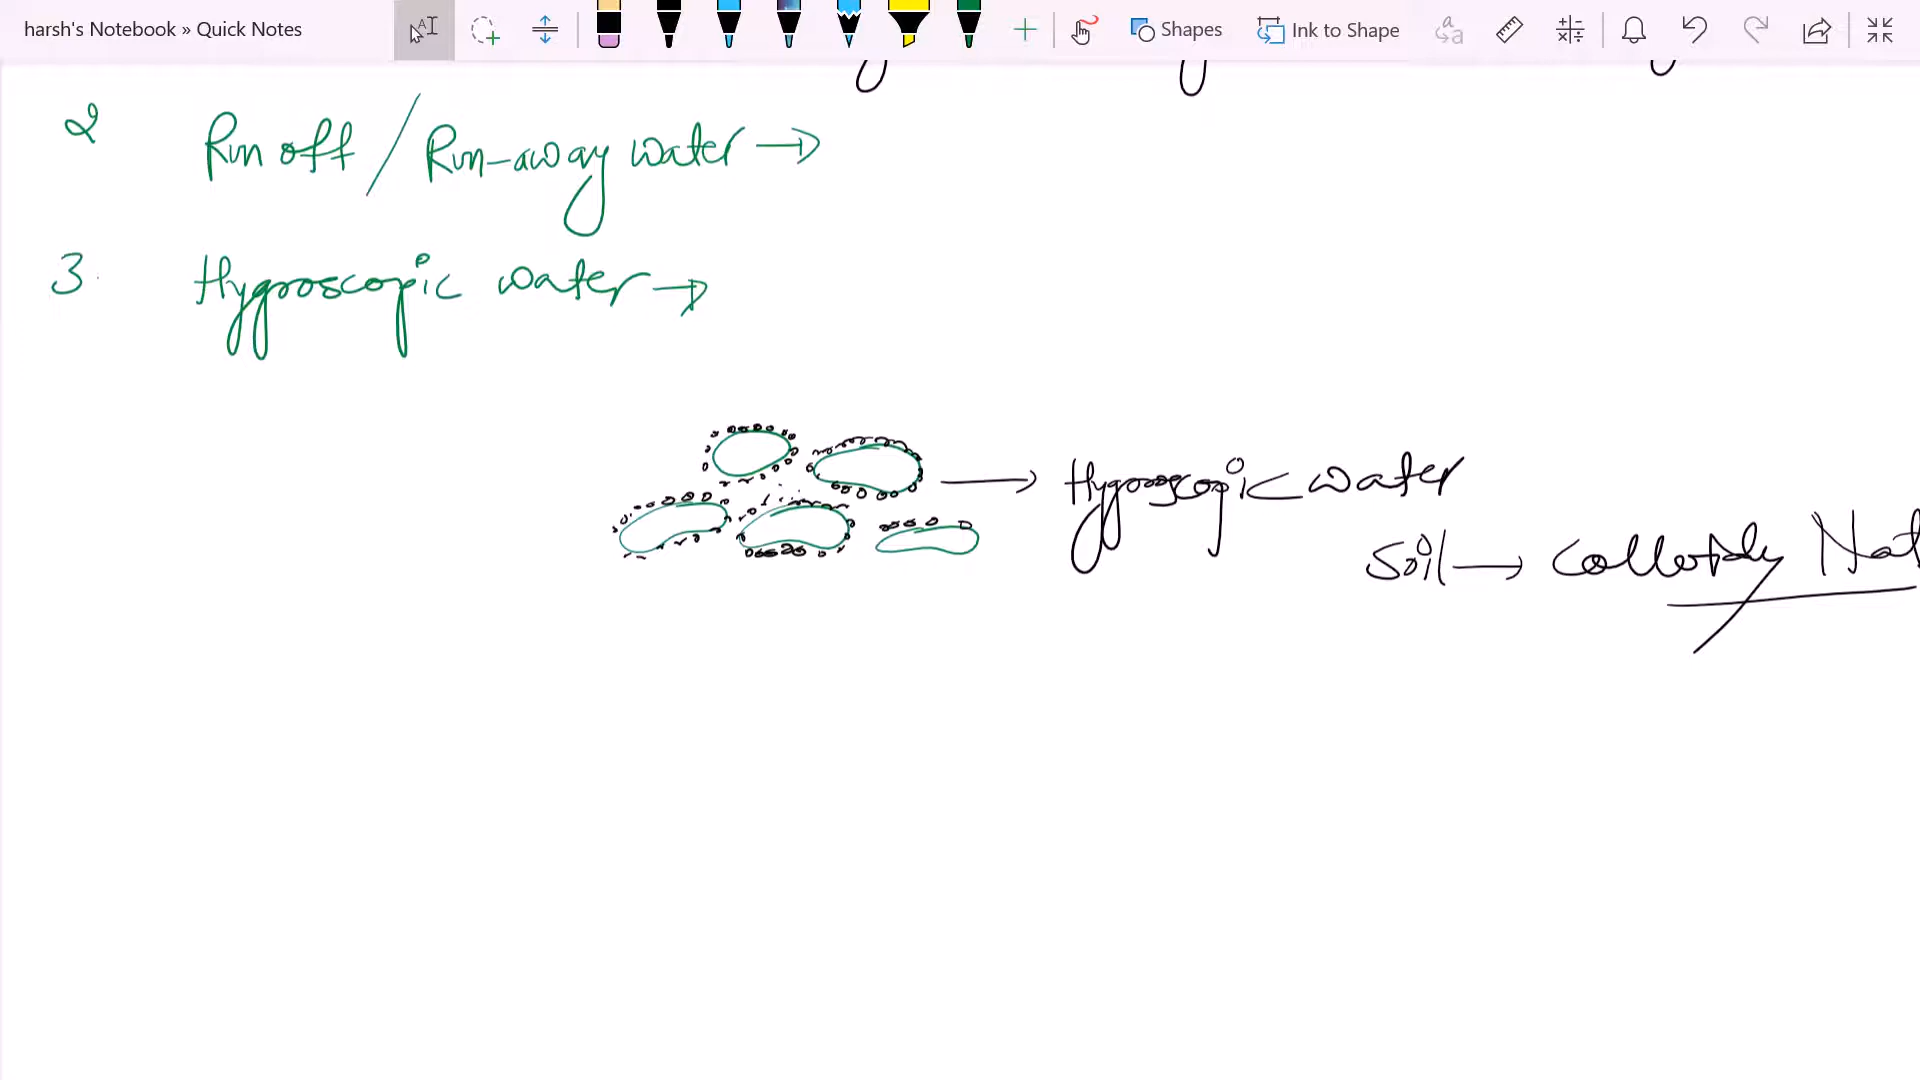 harsh's Notebook » Quick Notes
Shapes
Ink to Shape
2 Run off / Run-away water →
3. Hygroscopic water →
→ Hygroscopic water
Soil →